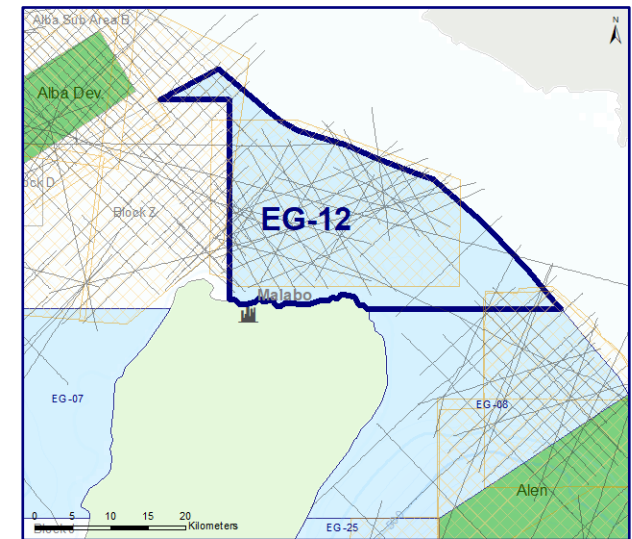 Alba Sub Area B
N
Alba Dev
Block Z
EG-12
Malabo
EG-07
EG-08
Alen
0 5 10 15 20
Kilometers
EG-25